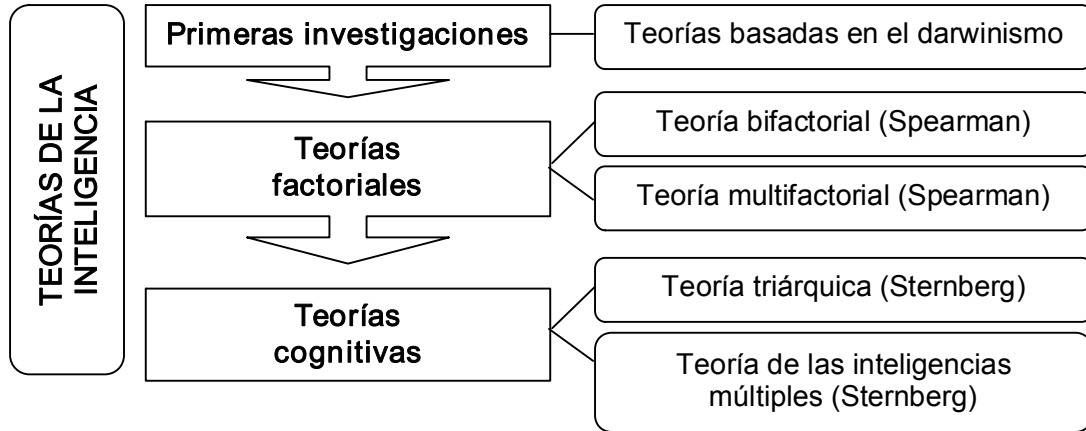 TEORÍAS DE LA
INTELIGENCIA
Primeras investigaciones
Teorías basadas en el darwinismo
Teorías
factoriales
Teoría bifactorial (Spearman)
Teoría multifactorial (Spearman)
Teorías
cognitivas
Teoría triárquica (Sternberg)
Teoría de las inteligencias
múltiples (Sternberg)